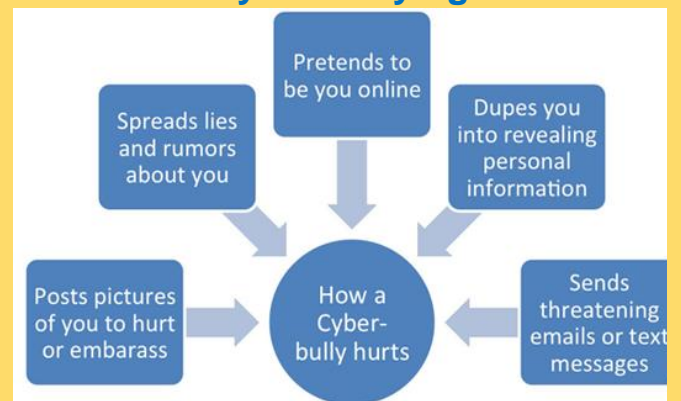 Pretends to
be you online
Spreads lies
and rumors
about you
Dupes you
into revealing
personal
information
Posts pictures
of you to hurt
or embarass
How a
Cyber-
bully hurts
Sends
threatening
emails or text
messages